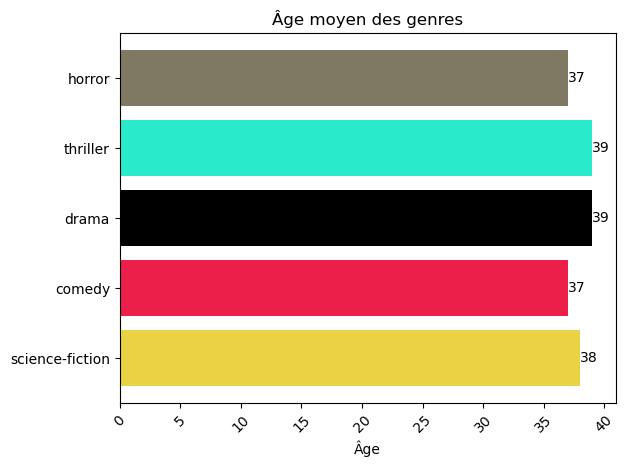 Âge moyen des genres
horror
37
thriller
39
drama
39
comedy
37
science-fiction
38
0 5 10 15 20 25 30 35 40
Âge